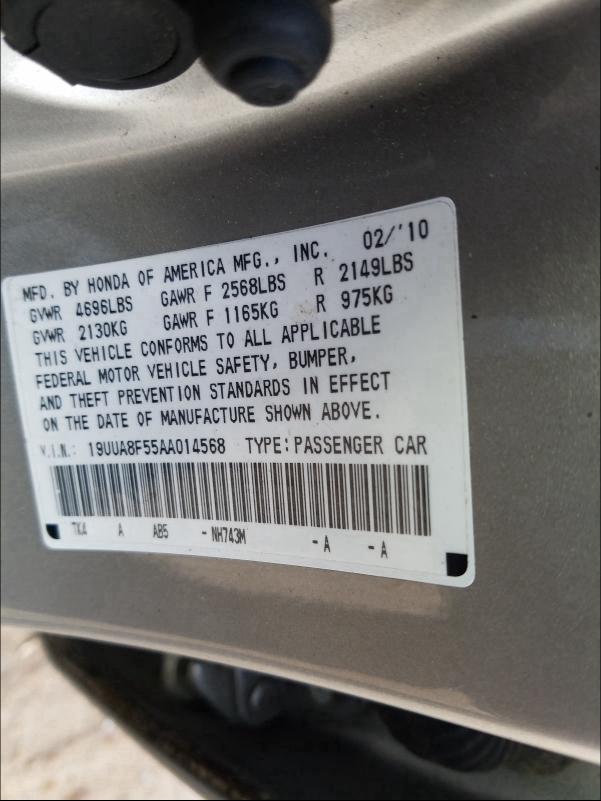 MFD. BY HONDA OF AMERICA MFG., INC. 02/'10
GVWR 4696LBS GAWR F 2568LBS R 2149LBS
GVWR 2130KG GAWR F 1165KG R 975KG
THIS VEHICLE CONFORMS TO ALL APPLICABLE
FEDERAL MOTOR VEHICLE SAFETY, BUMPER,
AND THEFT PREVENTION STANDARDS IN EFFECT
ON THE DATE OF MANUFACTURE SHOWN ABOVE.
V.I.N.: 19UUA8F55AA014568 TYPE: PASSENGER CAR
TK4 A AB5 - NH743M - A - A